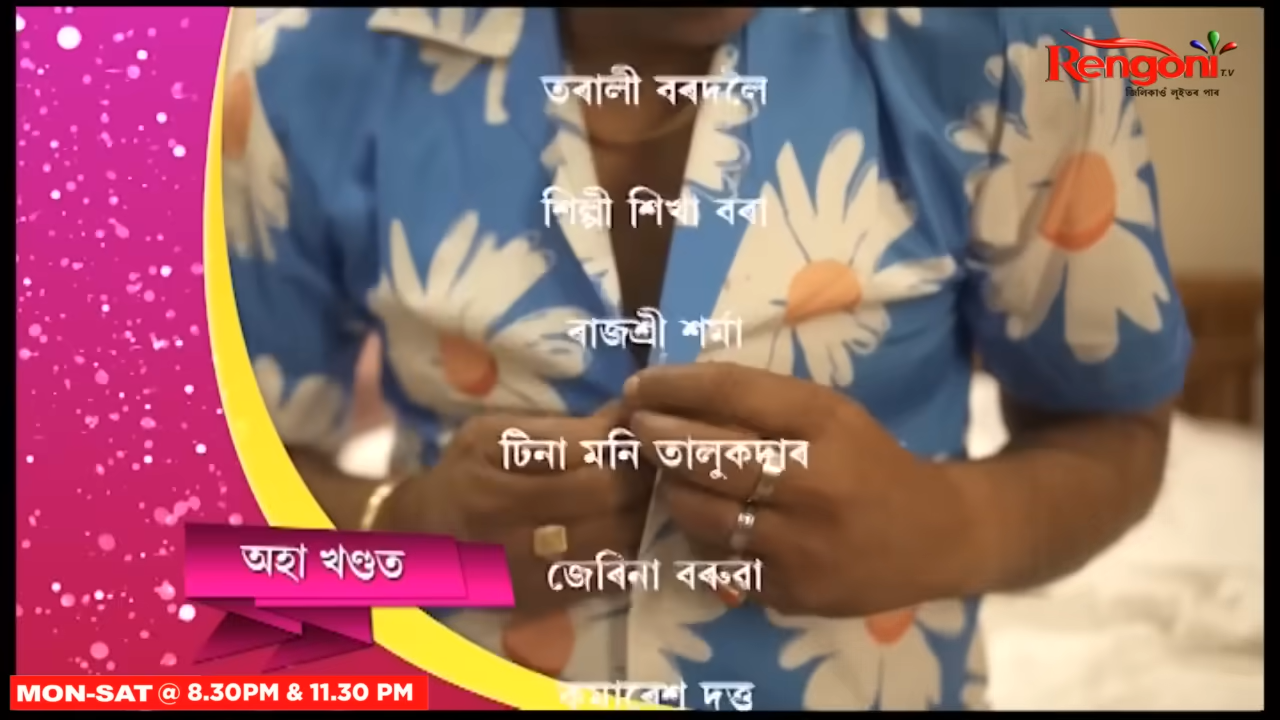 Rengoni T.V
জিলিকাওঁ লুইতৰ পাৰ
তৰালী বৰদলৈ
শিল্পী শিখা বৰা
ৰাজশ্ৰী শৰ্মা
টিনা মনি তালুকদাৰ
জেৰিনা বৰুৱা
দত্ত
অহা খণ্ডত
MON-SAT @ 8.30PM & 11.30 PM